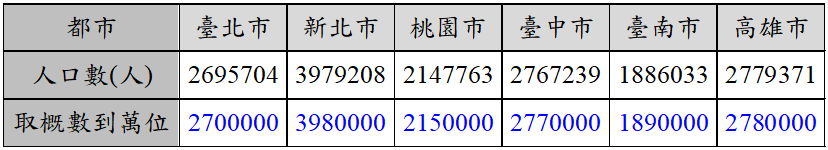 都市 臺北市 新北市 桃園市 臺中市 臺南市 高雄市
人口數(人) 2695704 3979208 2147763 2767239 1886033 2779371
取概數到萬位 2700000 3980000 2150000 2770000 1890000 2780000